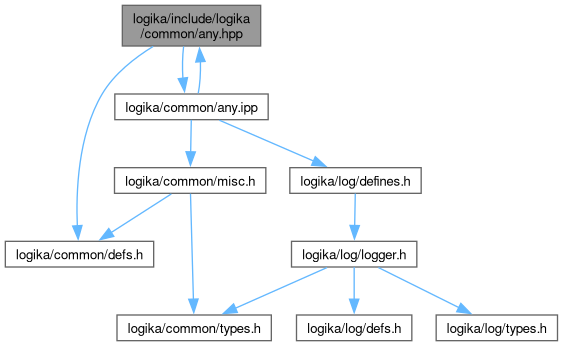 logika/include/logika
/common/any.hpp
logika/common/any.ipp
logika/common/misc.h
logika/log/defines.h
logika/common/defs.h
logika/log/logger.h
logika/common/types.h
logika/log/defs.h
logika/log/types.h